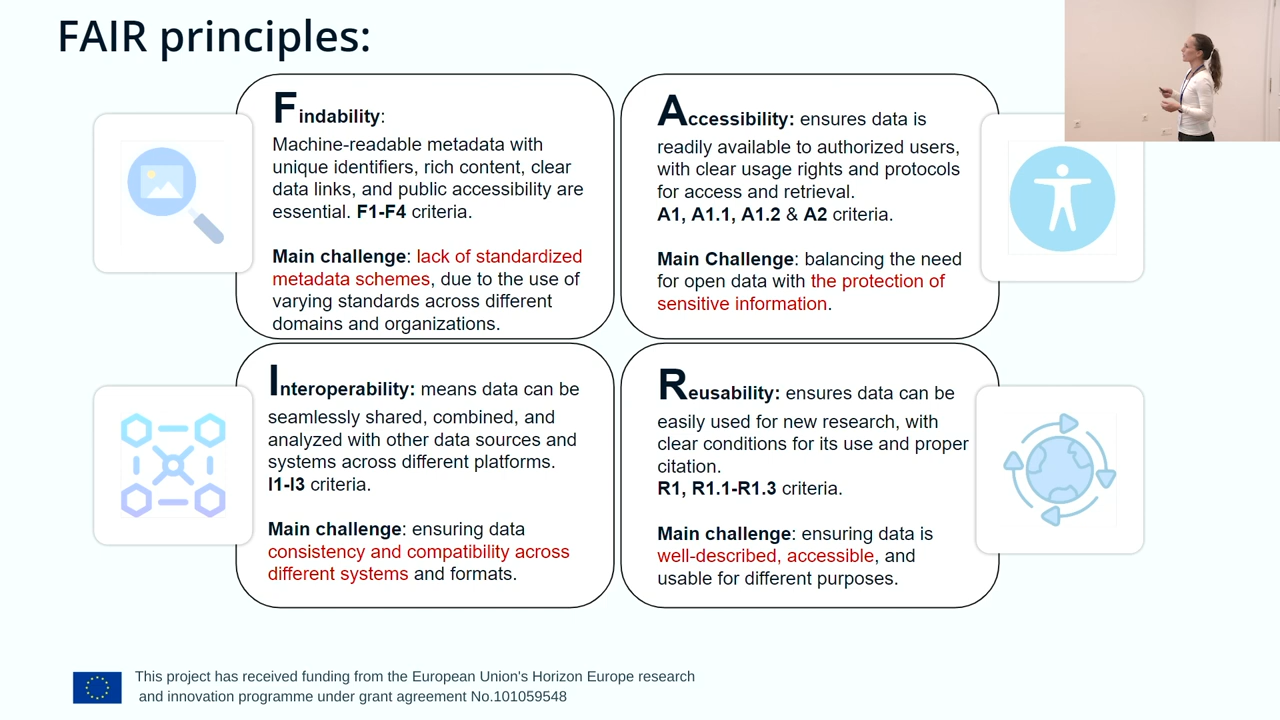 FAIR principles:
Findability:
Machine-readable metadata with
unique identifiers, rich content, clear
data links, and public accessibility are
essential. F1-F4 criteria.
Main challenge: lack of standardized
metadata schemes, due to the use of
varying standards across different
domains and organizations.
Accessibility: ensures data is
readily available to authorized users,
with clear usage rights and protocols
for access and retrieval.
A1, A1.1, A1.2 & A2 criteria.
Main Challenge: balancing the need
for open data with the protection of
sensitive information.
Interoperability: means data can be
seamlessly shared, combined, and
analyzed with other data sources and
systems across different platforms.
I1-I3 criteria.
Main challenge: ensuring data
consistency and compatibility across
different systems and formats.
Reusability: ensures data can be
easily used for new research, with
clear conditions for its use and proper
citation.
R1, R1.1-R1.3 criteria.
Main challenge: ensuring data is
well-described, accessible, and
usable for different purposes.
This project has received funding from the European Union's Horizon Europe research
and innovation programme under grant agreement No.101059548